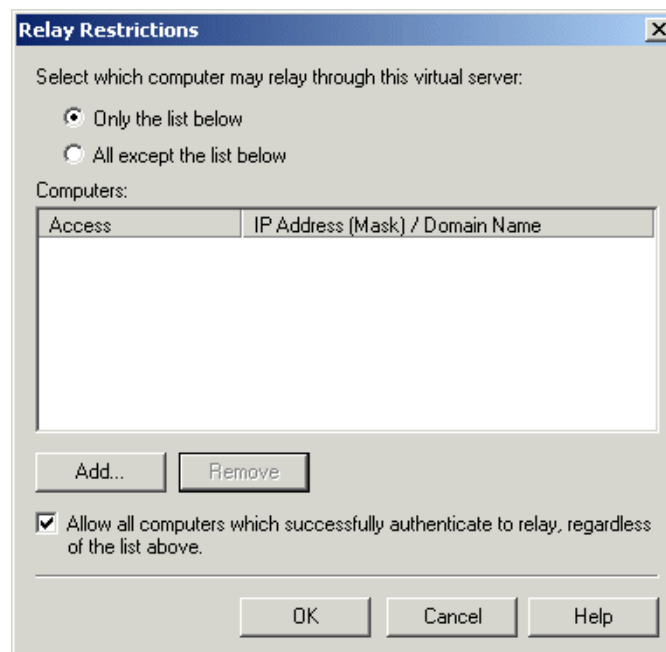 Relay Restrictions
Select which computer may relay through this virtual server:
Only the list below
All except the list below
Computers:
Access IP Address (Mask) / Domain Name
Add... Remove
Allow all computers which successfully authenticate to relay, regardless
of the list above.
OK Cancel Help